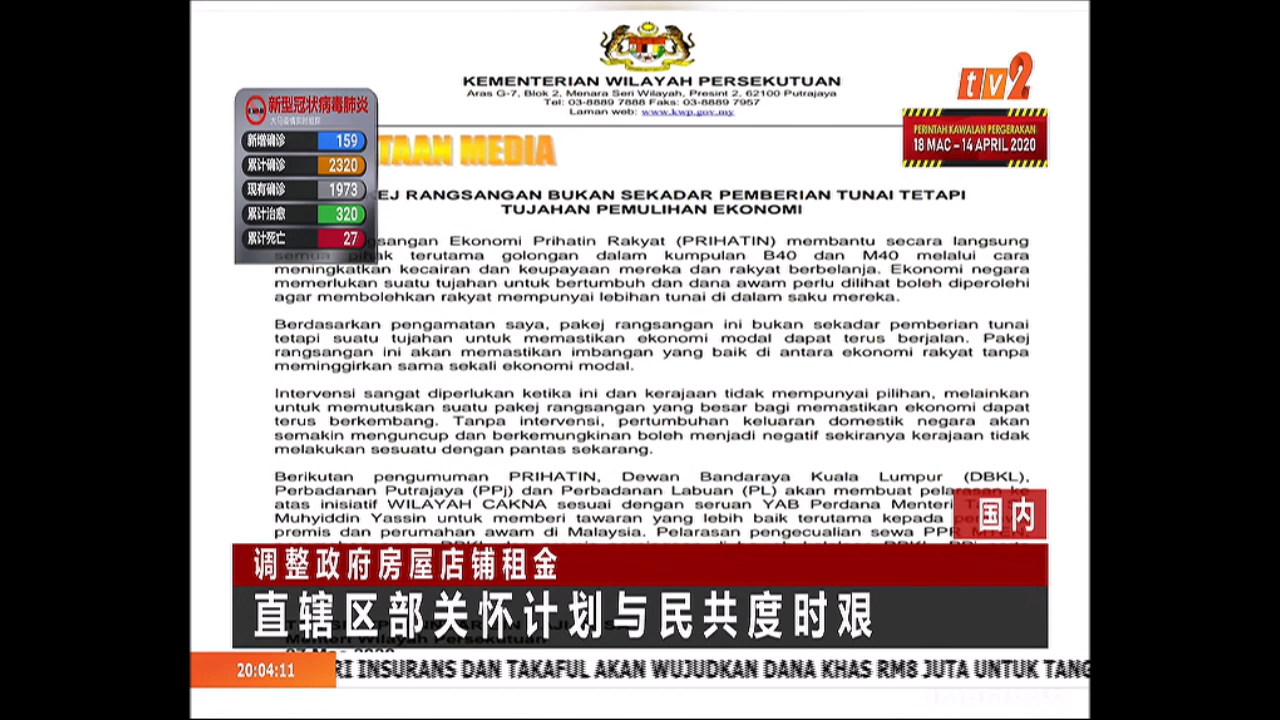 KEMENTERIAN WILAYAH PERSEKUTUAN
Aras G-7, Blok 2, Menara Seri Wilayah, Presint 2, 62100 Putrajaya
Tel: 03-8889 7888 Faks: 03-8889 7957
Laman web: www.kwp.gov.my
tv2
PERINTAH KAWALAN PERGERAKAN
18 MAC – 14 APRIL 2020
新型冠状病毒肺炎
新增确诊 159
累计确诊 2320
现有确诊 1973
累计治愈 320
累计死亡 27
TAAN MEDIA
EJ RANGSANGAN BUKAN SEKADAR PEMBERIAN TUNAI TETAPI
TUJAHAN PEMULIHAN EKONOMI
gsangan Ekonomi Prihatin Rakyat (PRIHATIN) membantu secara langsung
semua pihak terutama golongan dalam kumpulan B40 dan M40 melalui cara
meningkatkan kecairan dan keupayaan mereka dan rakyat berbelanja. Ekonomi negara
memerlukan suatu tujahan untuk bertumbuh dan dana awam perlu dilihat boleh diperolehi
agar membolehkan rakyat mempunyai lebihan tunai di dalam saku mereka.
Berdasarkan pengamatan saya, pakej rangsangan ini bukan sekadar pemberian tunai
tetapi suatu tujahan untuk memastikan ekonomi modal dapat terus berjalan. Pakej
rangsangan ini akan memastikan imbangan yang baik di antara ekonomi rakyat tanpa
meminggirkan sama sekali ekonomi modal.
Intervensi sangat diperlukan ketika ini dan kerajaan tidak mempunyai pilihan, melainkan
untuk memutuskan suatu pakej rangsangan yang besar bagi memastikan ekonomi dapat
terus berkembang. Tanpa intervensi, pertumbuhan keluaran domestik negara akan
semakin menguncup dan berkemungkinan boleh menjadi negatif sekiranya kerajaan tidak
melakukan sesuatu dengan pantas sekarang.
Berikutan pengumuman PRIHATIN, Dewan Bandaraya Kuala Lumpur (DBKL),
Perbadanan Putrajaya (PPj) dan Perbadanan Labuan (PL) akan membuat pelarasan ke
atas inisiatif WILAYAH CAKNA sesuai dengan seruan YAB Perdana Menteri
Muhyiddin Yassin untuk memberi tawaran yang lebih baik terutama kepada
premis dan perumahan awam di Malaysia. Pelarasan pengecualian sewa PPR
国内
调整政府房屋店铺租金
直辖区部关怀计划与民共度时艰
Menteri Wilayah Persekutuan
20:04:11
RI INSURANS DAN TAKAFUL AKAN WUJUDKAN DANA KHAS RM8 JUTA UNTUK TANG